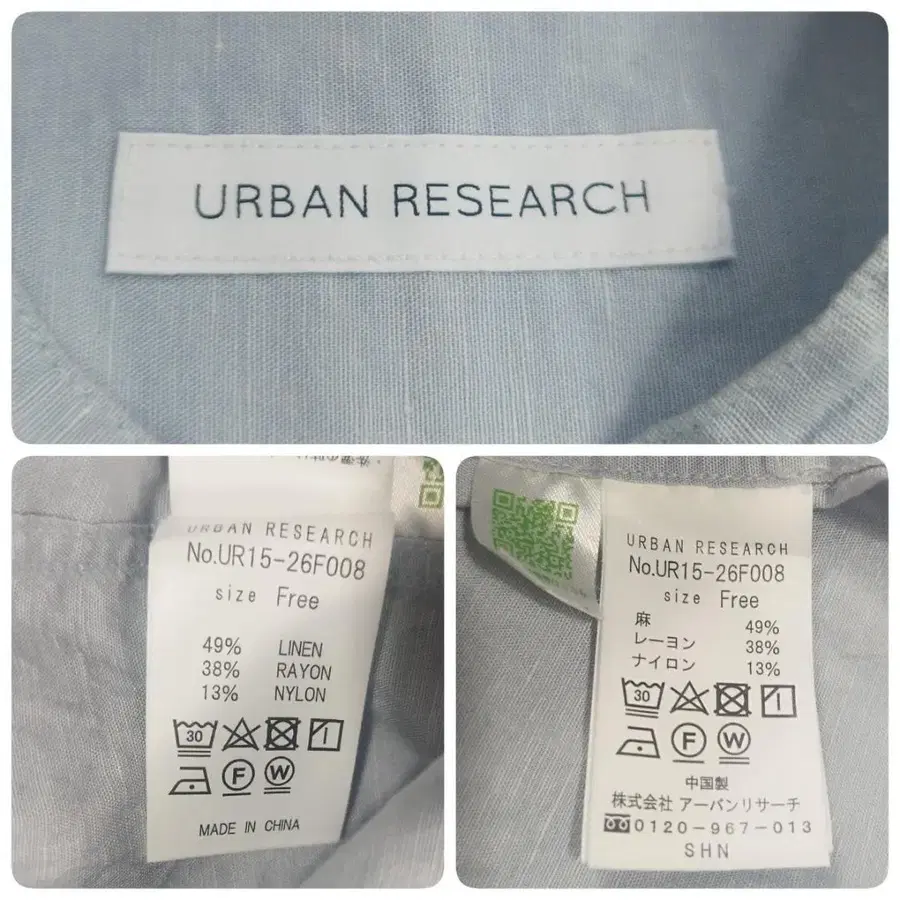 URBAN RESEARCH
URBAN RESEARCH
No.UR15-26F008
size Free
49% LINEN
38% RAYON
13% NYLON
30
F W
MADE IN CHINA
URBAN RESEARCH
No.UR15-26F008
size Free
麻 49%
レーヨン 38%
ナイロン 13%
30
F W
中国製
株式会社 アーバンリサーチ
0120-967-013
SHN